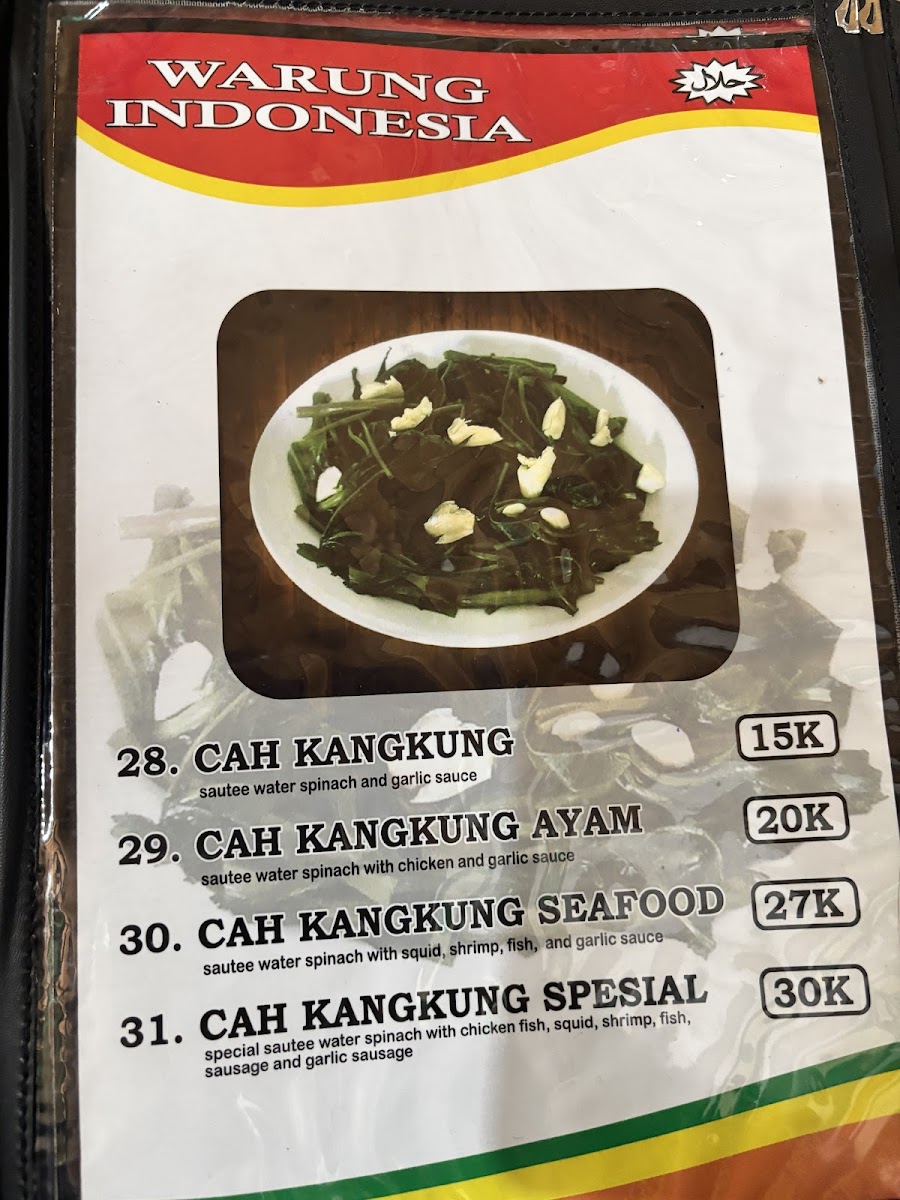 WARUNG
INDONESIA
حلال
28. CAH KANGKUNG 15K
sautee water spinach and garlic sauce
29. CAH KANGKUNG AYAM 20K
sautee water spinach with chicken and garlic sauce
30. CAH KANGKUNG SEAFOOD 27K
sautee water spinach with squid, shrimp, fish, and garlic sauce
31. CAH KANGKUNG SPESIAL 30K
special sautee water spinach with chicken fish, squid, shrimp, fish,
sausage and garlic sausage